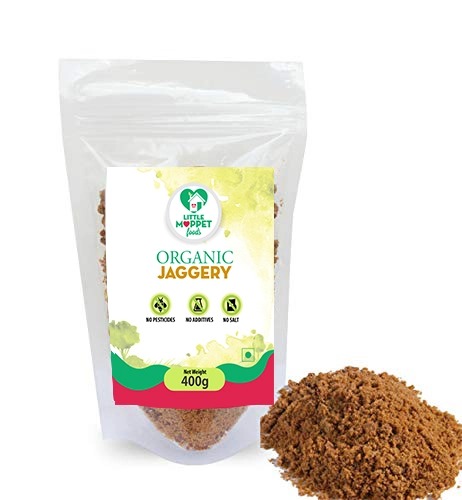 LITTLE
MOPPET
foods
ORGANIC
JAGGERY
NO PESTICIDES
NO ADDITIVES
NO SALT
Net Weight
400g